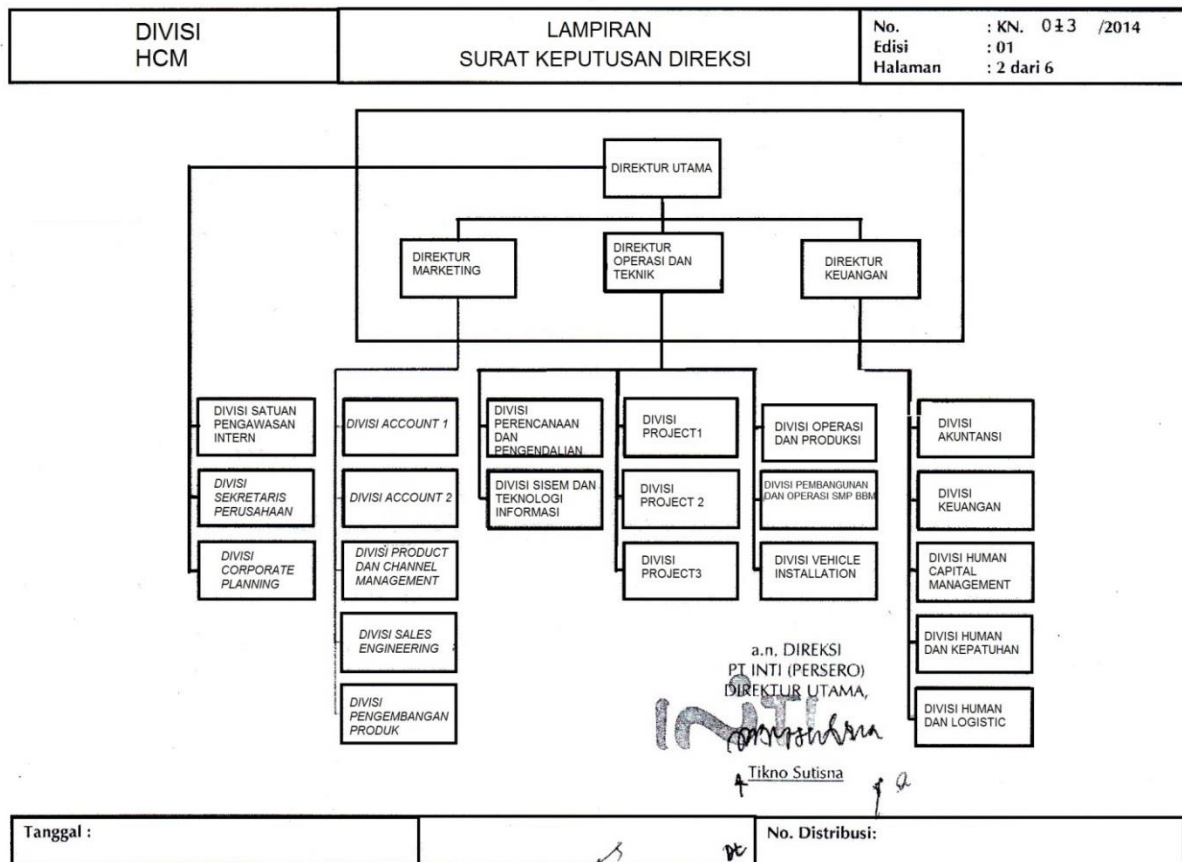 DIVISI
HCM
LAMPIRAN
SURAT KEPUTUSAN DIREKSI
No. : KN. 013 /2014
Edisi : 01
Halaman : 2 dari 6
DIREKTUR UTAMA
DIREKTUR
MARKETING
DIREKTUR
OPERASI DAN
TEKNIK
DIREKTUR
KEUANGAN
DIVISI SATUAN
PENGAWASAN
INTERN
DIVISI
SEKRETARIS
PERUSAHAAN
DIVISI
CORPORATE
PLANNING
DIVISI ACCOUNT 1
DIVISI ACCOUNT 2
DIVISI PRODUCT
DAN CHANNEL
MANAGEMENT
DIVISI SALES
ENGINEERING
DIVISI
PENGEMBANGAN
PRODUK
DIVISI
PERENCANAAN
DAN
PENGENDALIAN
DIVISI SISEM DAN
TEKNOLOGI
INFORMASI
DIVISI
PROJECT1
DIVISI
PROJECT 2
DIVISI
PROJECT3
DIVISI OPERASI
DAN PRODUKSI
DIVISI PEMBANGUNAN
DAN OPERASI SMP BBM
DIVISI VEHICLE
INSTALLATION
DIVISI
AKUNTANSI
DIVISI
KEUANGAN
DIVISI HUMAN
CAPITAL
MANAGEMENT
DIVISI HUMAN
DAN KEPATUHAN
DIVISI HUMAN
DAN LOGISTIC
a.n, DIREKSI
PT INTI (PERSERO)
DIREKTUR UTAMA,
INTI
Tikno Sutisna
Tanggal :
No. Distribusi: